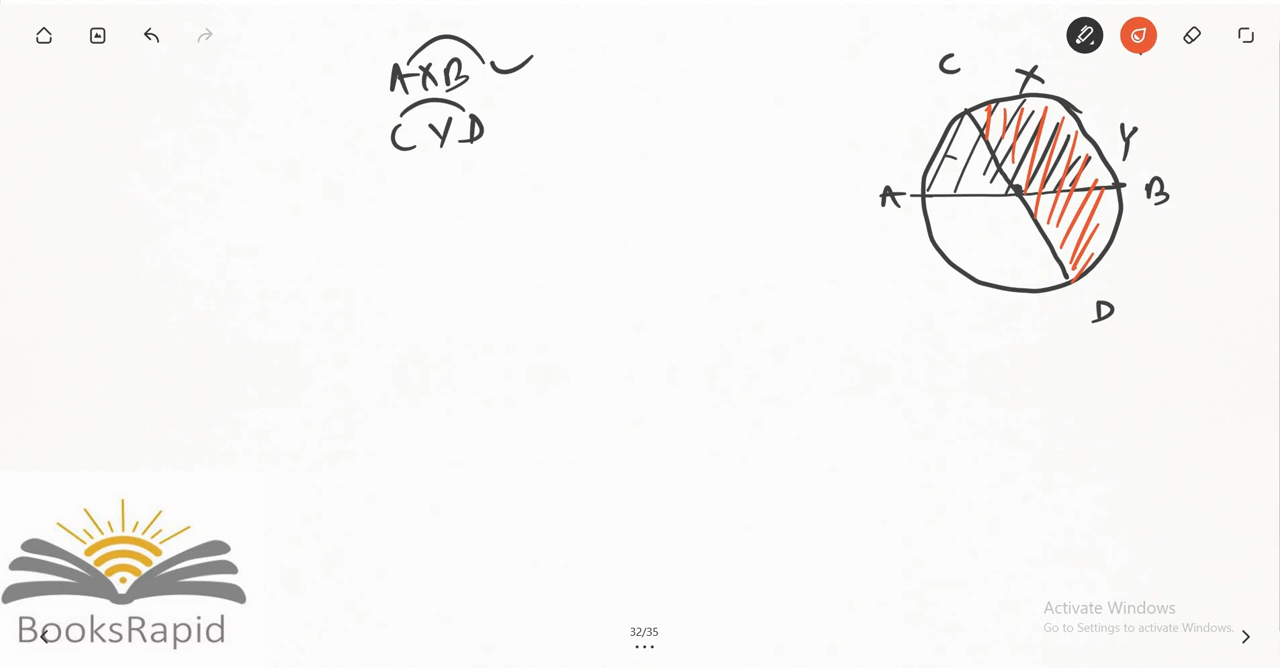 AXB
CYD
C
X
Y
A
B
D
BooksRapid
Activate Windows
Go to Settings to activate Windows.
32/35